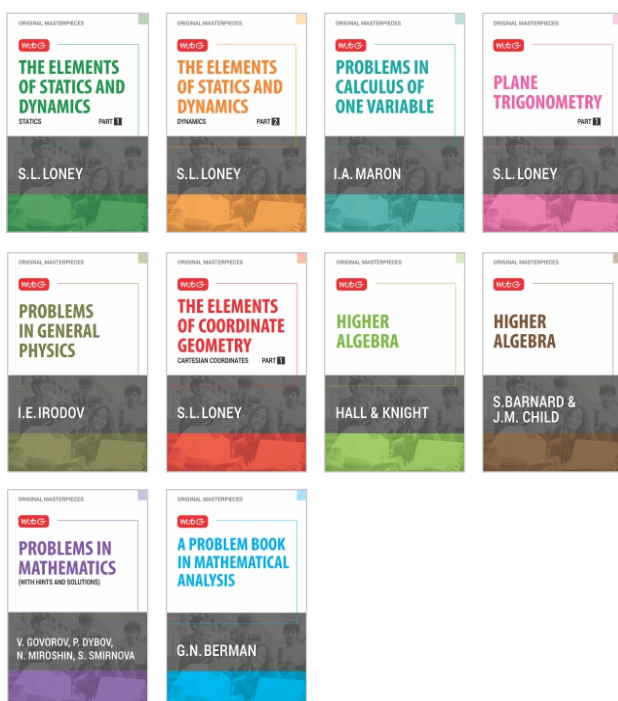 ORIGINAL MASTERPIECES
mtG
THE ELEMENTS
OF STATICS AND
DYNAMICS
STATICS PART 1
S.L. LONEY
ORIGINAL MASTERPIECES
mtG
THE ELEMENTS
OF STATICS AND
DYNAMICS
DYNAMICS PART 2
S.L. LONEY
ORIGINAL MASTERPIECES
mtG
PROBLEMS IN
CALCULUS OF
ONE VARIABLE
I.A. MARON
ORIGINAL MASTERPIECES
mtG
PLANE
TRIGONOMETRY
PART 1
S.L. LONEY
ORIGINAL MASTERPIECES
mtG
PROBLEMS
IN GENERAL
PHYSICS
I.E. IRODOV
ORIGINAL MASTERPIECES
mtG
THE ELEMENTS
OF COORDINATE
GEOMETRY
CARTESIAN COORDINATES PART 1
S.L. LONEY
ORIGINAL MASTERPIECES
mtG
HIGHER
ALGEBRA
HALL & KNIGHT
ORIGINAL MASTERPIECES
mtG
HIGHER
ALGEBRA
S.BARNARD &
J.M. CHILD
ORIGINAL MASTERPIECES
mtG
PROBLEMS IN
MATHEMATICS
(WITH HINTS AND SOLUTIONS)
V. GOVOROV, P. DYBOV,
N. MIROSHIN, S. SMIRNOVA
ORIGINAL MASTERPIECES
mtG
A PROBLEM BOOK
IN MATHEMATICAL
ANALYSIS
G.N. BERMAN